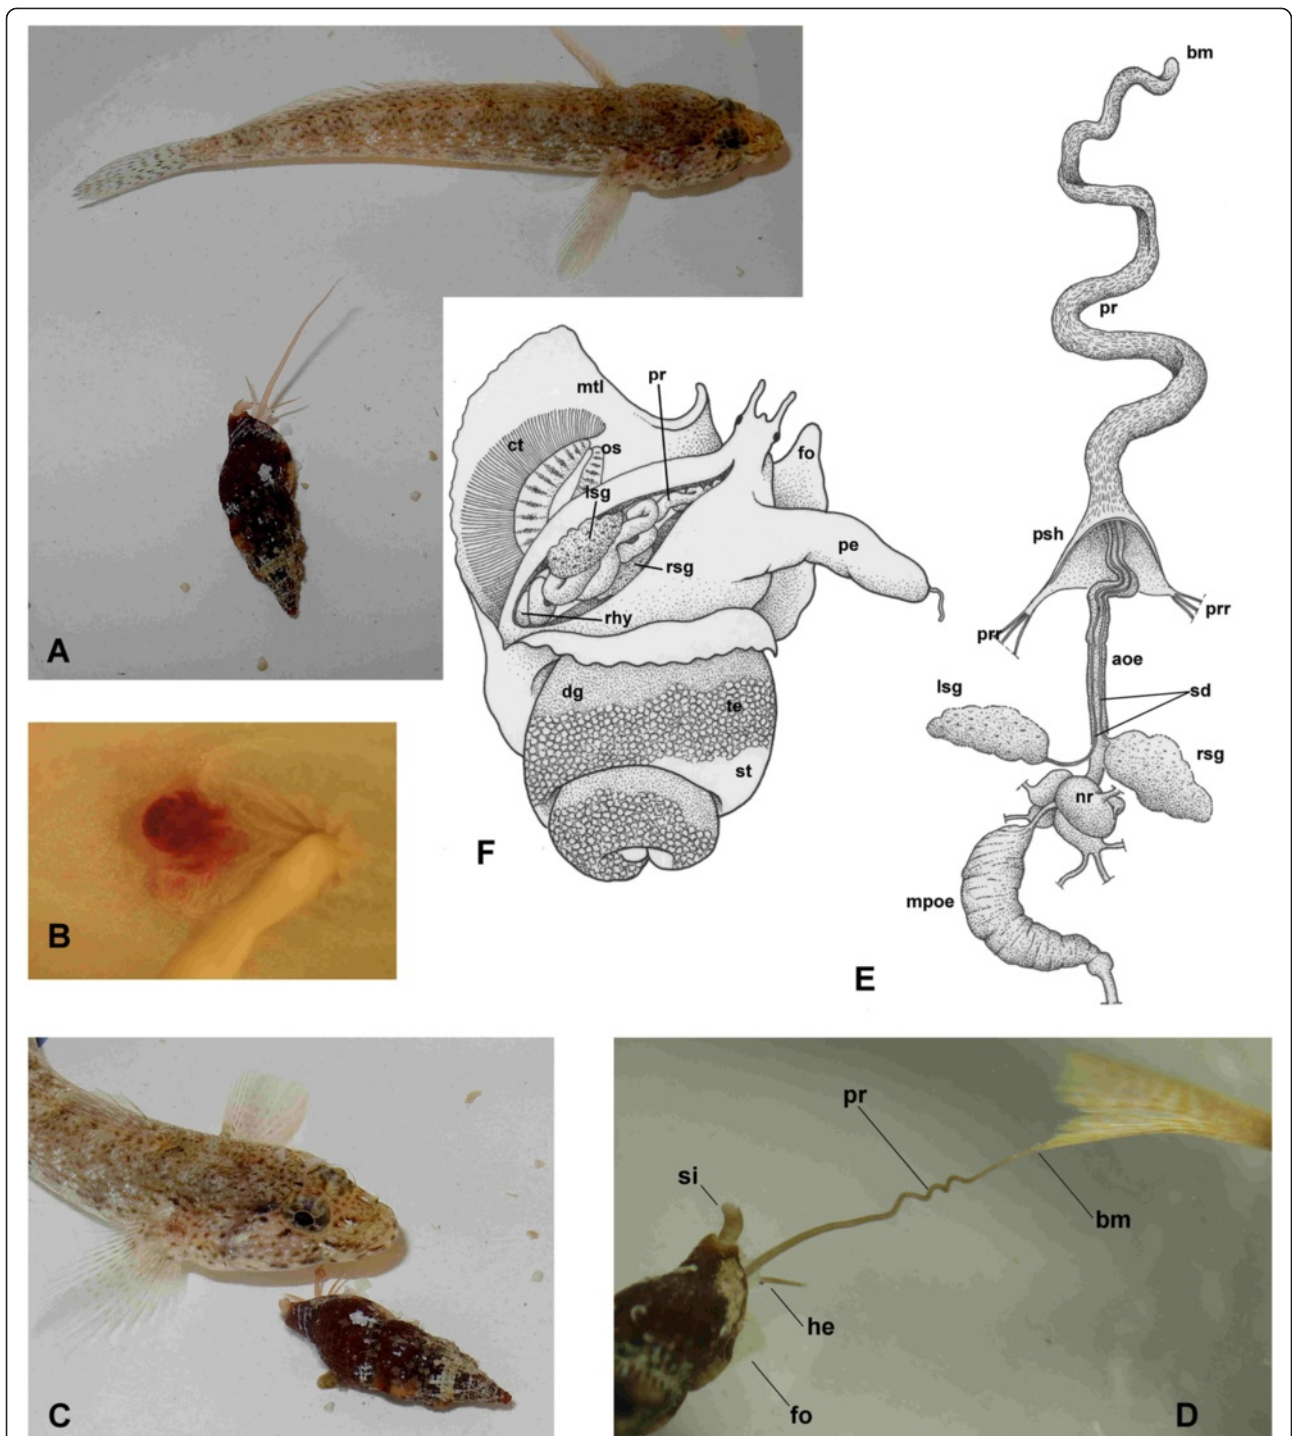 A
B
C
pr
si
bm
he
fo
D
bm
pr
psh
prr
prr
aoe
lsg
sd
rsg
nr
mpoe
E
pr
mtl
ct
os
fo
lsg
pe
rsg
rhy
dg
te
st
F